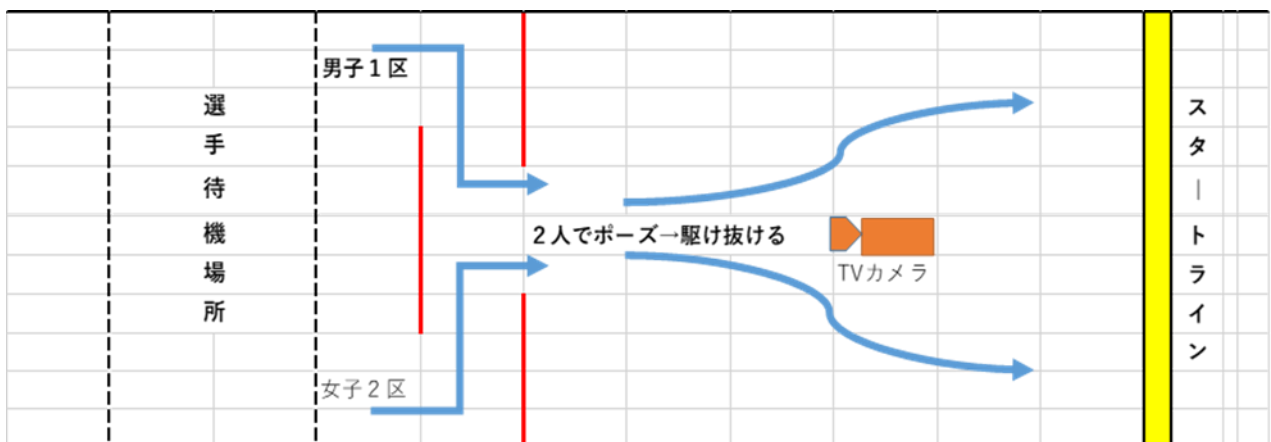 選手待機場所
男子１区
２人でポーズ→駆け抜ける
TVカメラ
女子２区
スタートライン